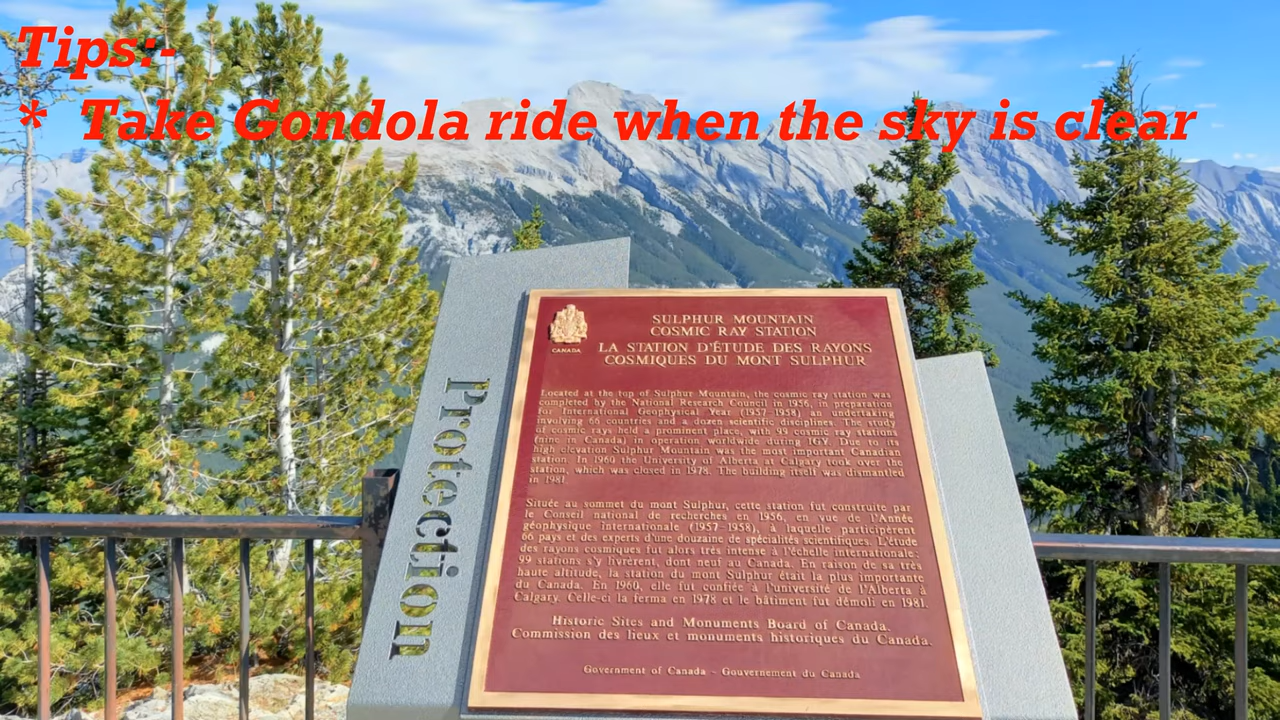 Tips:-
* Take Gondola ride when the sky is clear
CANADA
SULPHUR MOUNTAIN
COSMIC RAY STATION
LA STATION D'ÉTUDE DES RAYONS
COSMIQUES DU MONT SULPHUR
Protection
Located at the top of Sulphur Mountain, the cosmic ray station was
completed by the National Research Council in 1956, in preparation
for International Geophysical Year (1957-1958) an undertaking
involving 66 countries and a dozen scientific disciplines. The study
of cosmic rays held a prominent place, with 99 cosmic ray stations
(nine in Canada) in operation worldwide during IGY. Due to its
high elevation Sulphur Mountain was the most important Canadian
station. In 1960 the University of Alberta at Calgary took over the
station, which was closed in 1978. The building itself was dismantled
in 1981.
Située au sommet du mont Sulphur, cette station fut construite par
le Conseil national de recherches en 1956, en vue de l'Année
géophysique internationale (1957-1958), à laquelle participèrent
66 pays et des experts d'une douzaine de spécialités scientifiques. L'étude
des rayons cosmiques fut alors très intense à l'échelle internationale:
99 stations s'y livrèrent, dont neuf au Canada. En raison de sa très
haute altitude, la station du mont Sulphur était la plus importante
du Canada. En 1960, elle fut confiée à l'université de l'Alberta à
Calgary. Celle-ci la ferma en 1978 et le bâtiment fut démoli en 1981.
Historic Sites and Monuments Board of Canada.
Commission des lieux et monuments historiques du Canada.
Government of Canada - Gouvernement du Canada